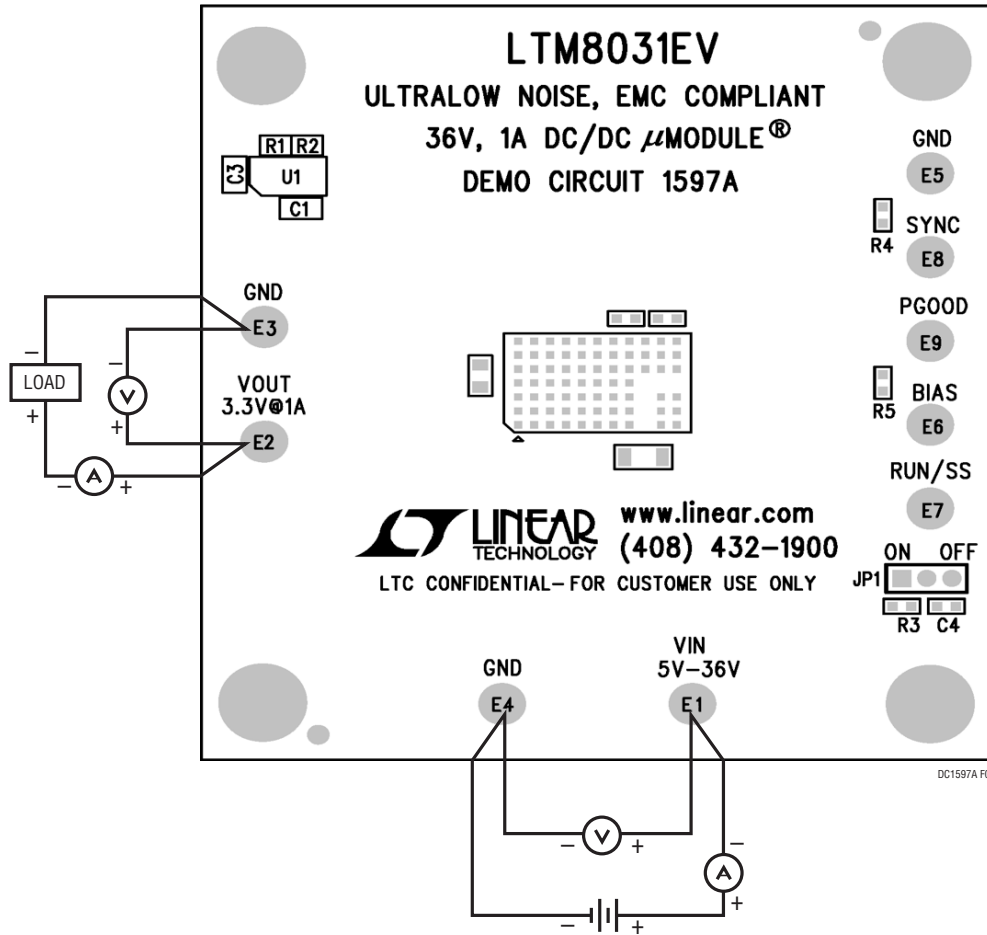 LTM8031EV
ULTRALOW NOISE, EMC COMPLIANT
36V, 1A DC/DC µMODULE®
DEMO CIRCUIT 1597A
R1 R2
C3
U1
C1
GND
E5
SYNC
R4
E8
PGOOD
E9
BIAS
R5
E6
RUN/SS
E7
ON OFF
JP1
R3 C4
GND
E3
VOUT
3.3V@1A
E2
–
LOAD
+
–
V
+
– A +
LT LINEAR
TECHNOLOGY
www.linear.com
(408) 432-1900
LTC CONFIDENTIAL–FOR CUSTOMER USE ONLY
GND
E4
VIN
5V–36V
E1
– V +
–
A
+
– +
DC1597A